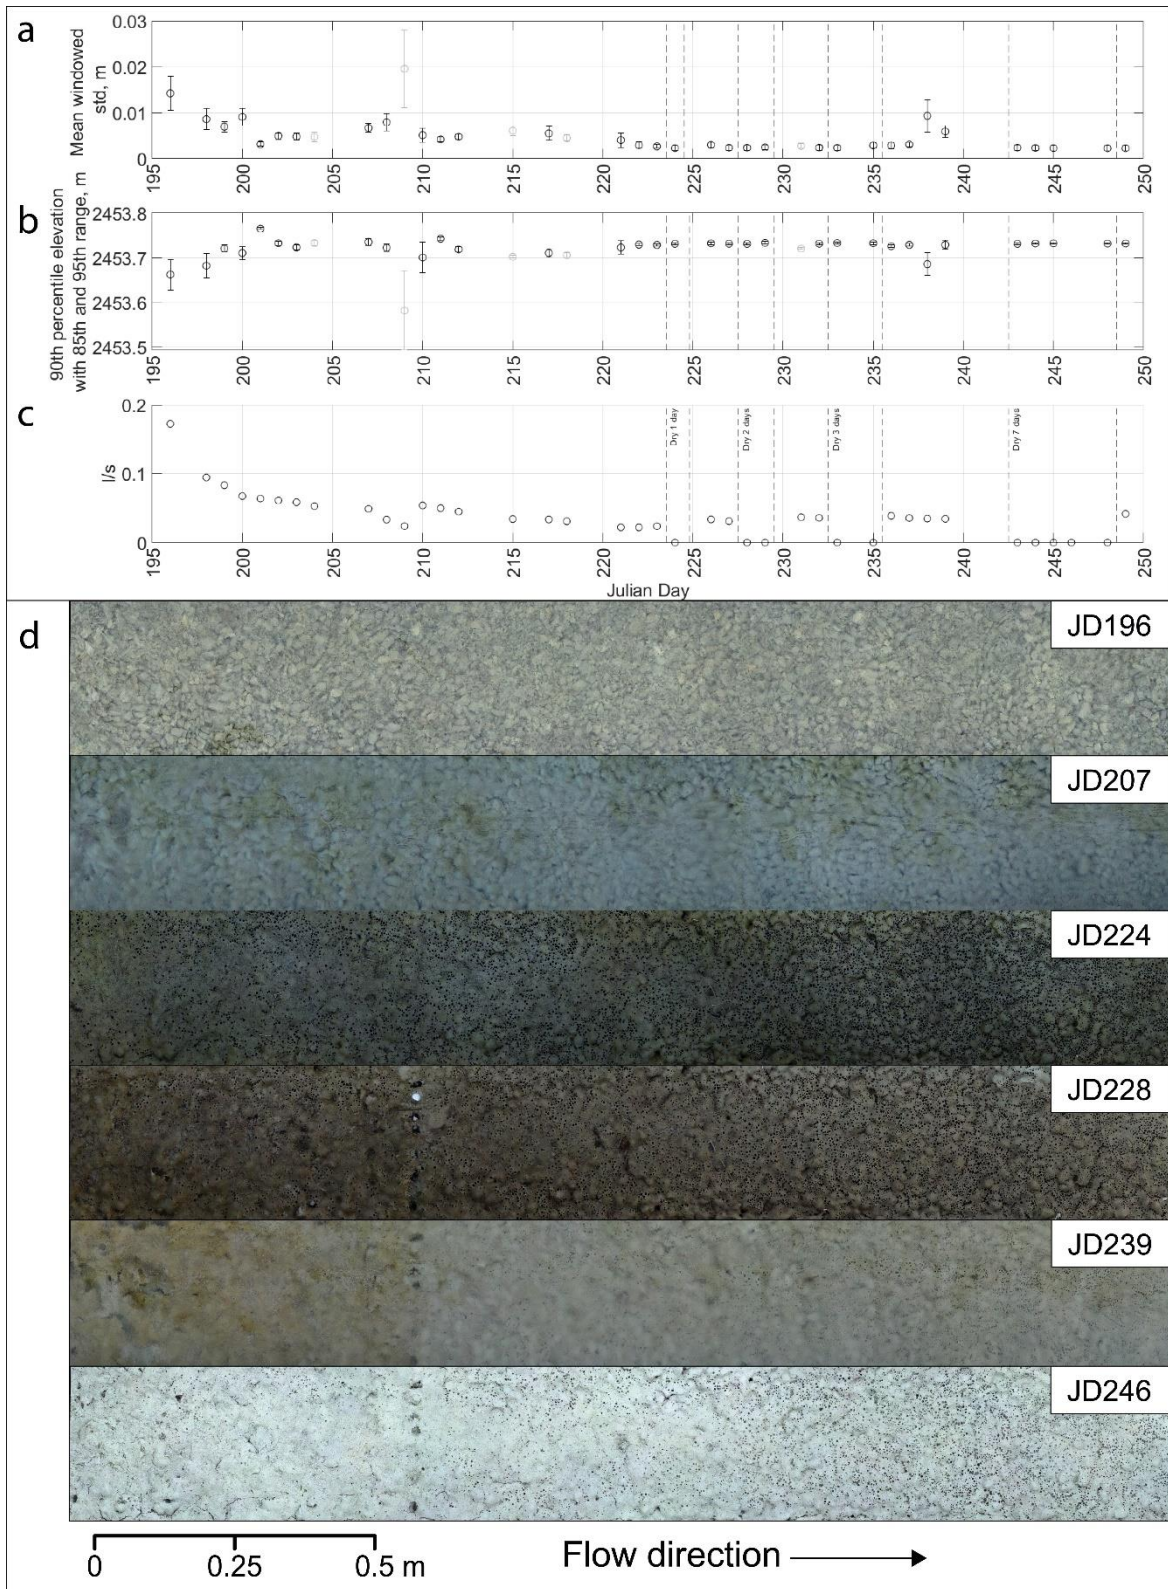 a
Mean windowed
std, m
0.03
0.02
0.01
0
195
200
205
210
215
220
225
230
235
240
245
250
b
90th percentile elevation
with 85th and 95th range, m
2453.8
2453.7
2453.6
2453.5
195
200
205
210
215
220
225
230
235
240
245
250
c
l/s
0.2
0.1
0
Dry 1 day
Dry 2 days
Dry 3 days
Dry 7 days
195
200
205
210
215
220
225
230
235
240
245
250
Julian Day
d
JD196
JD207
JD224
JD228
JD239
JD246
0 0.25 0.5 m
Flow direction